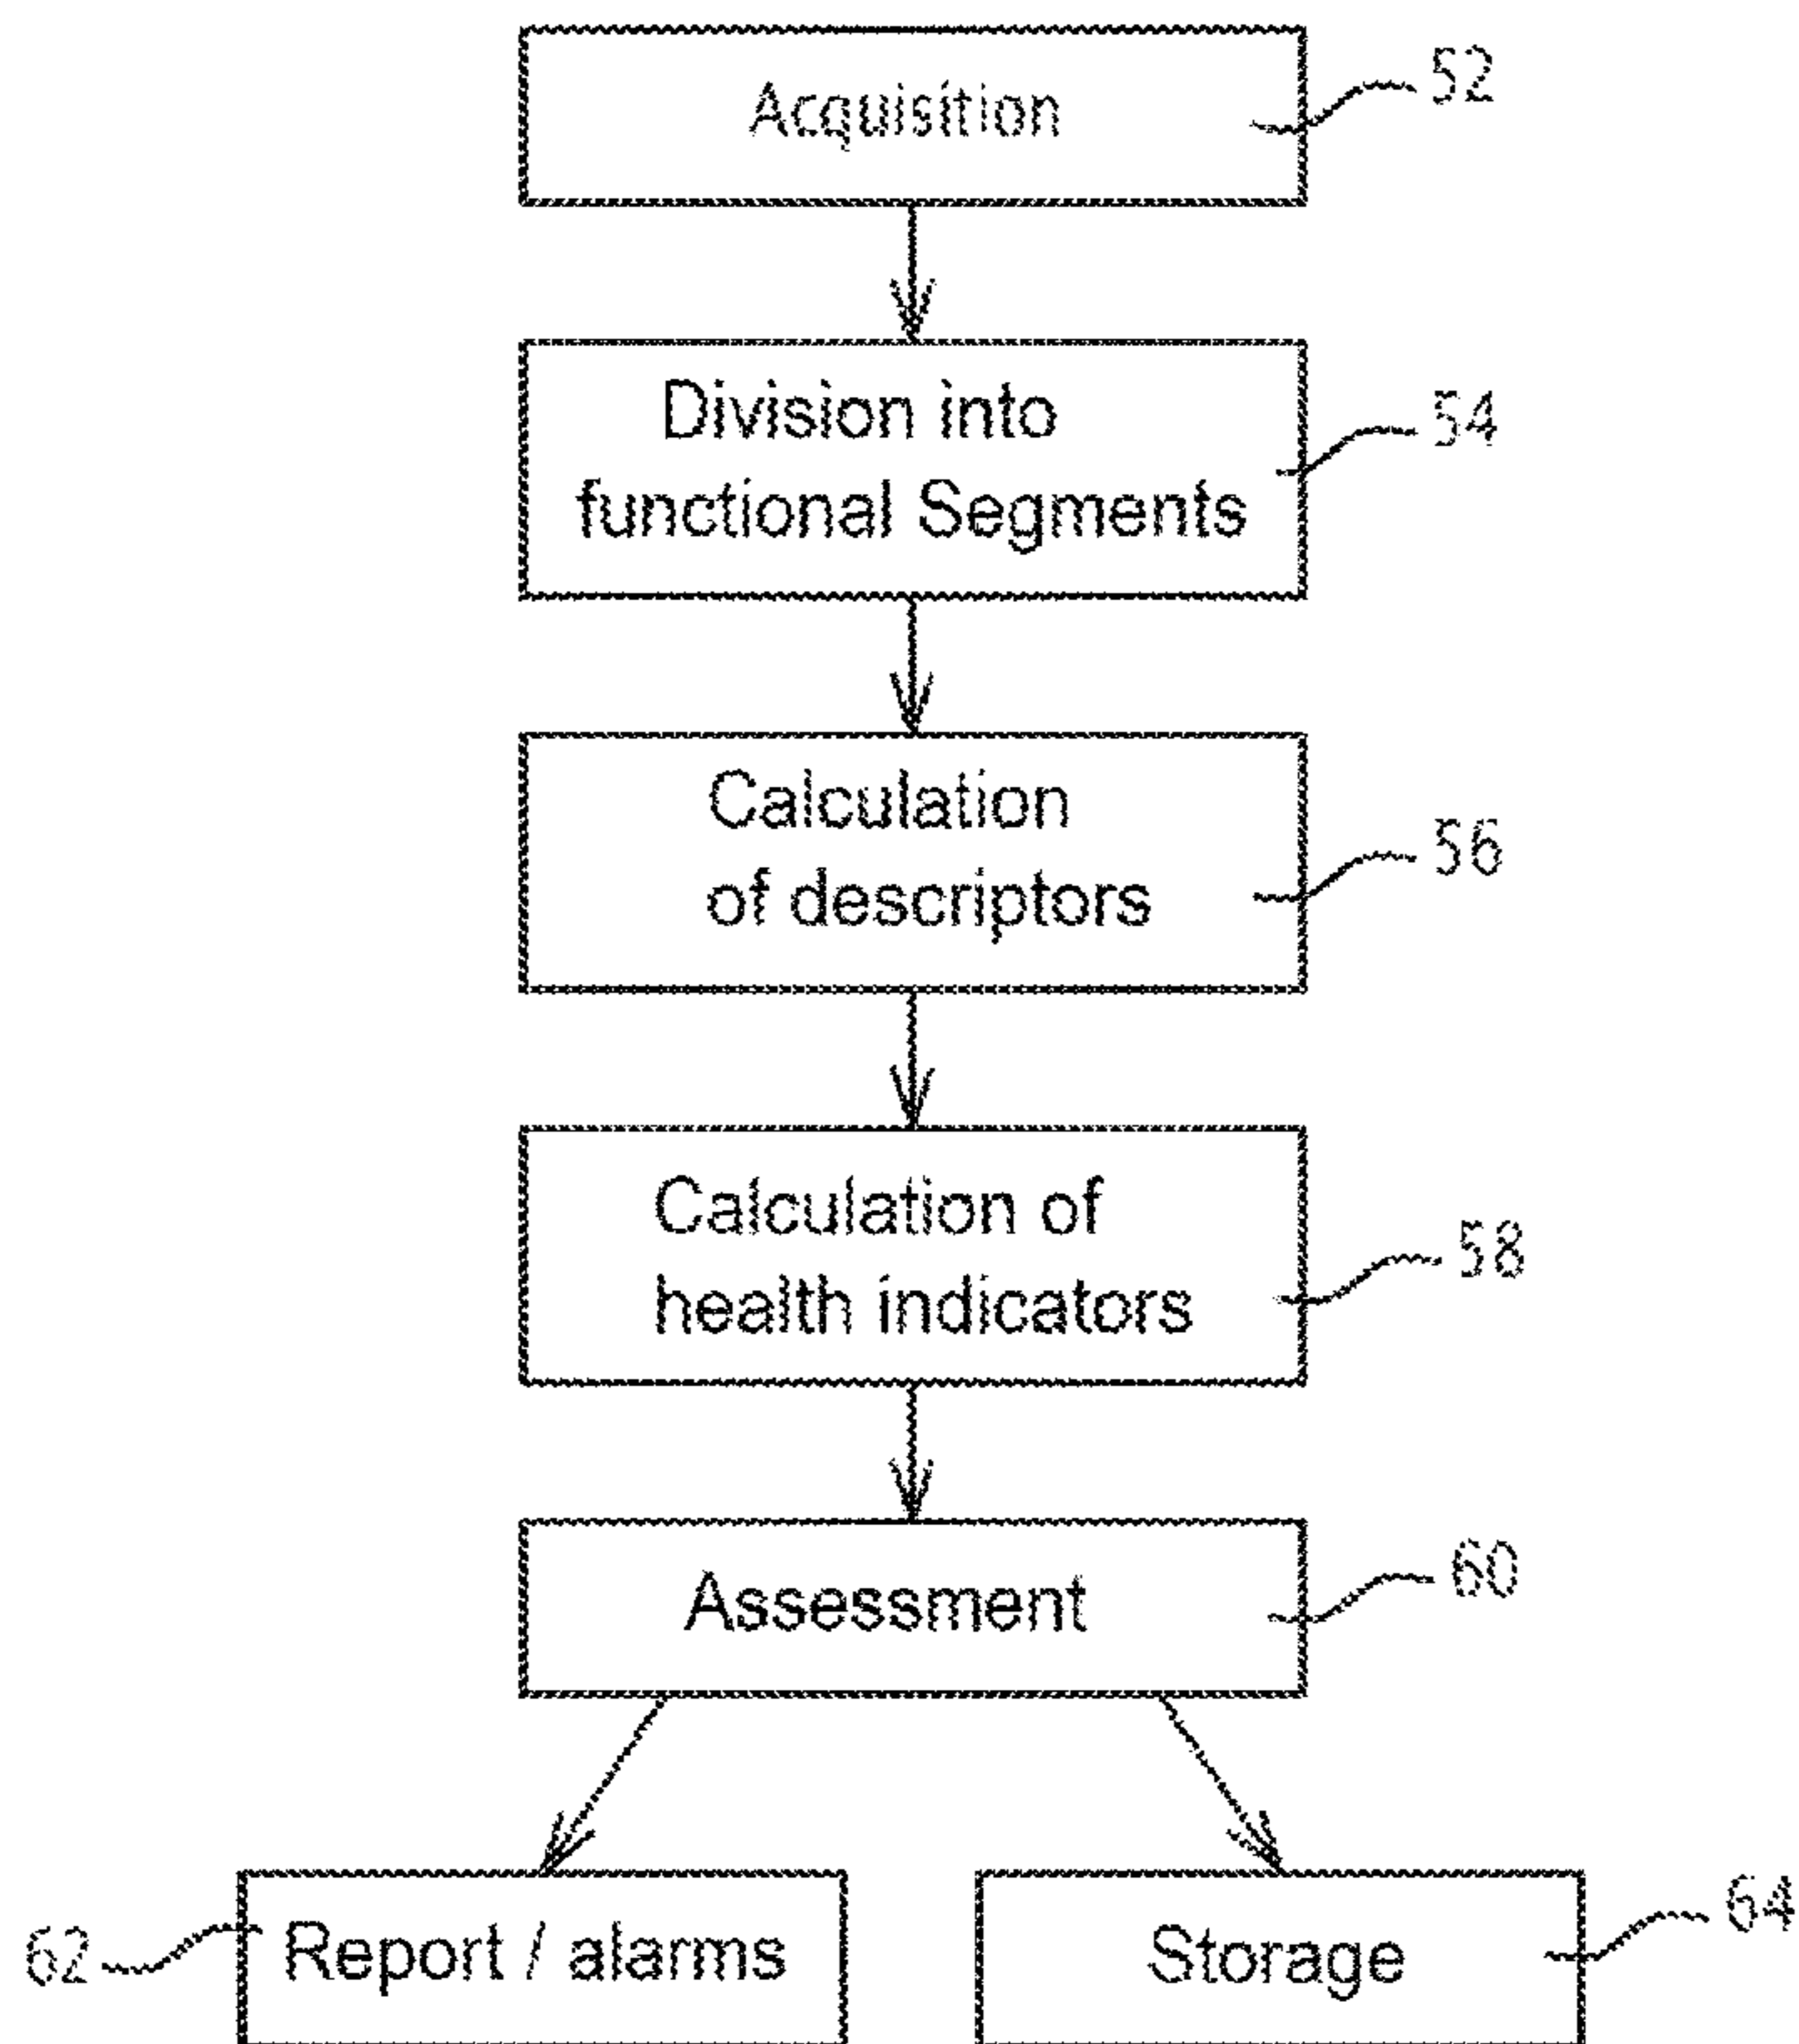 Acquisition
52
Division into
functional Segments
54
Calculation
of descriptors
56
Calculation of
health indicators
58
Assessment
60
62
Report / alarms
Storage
64